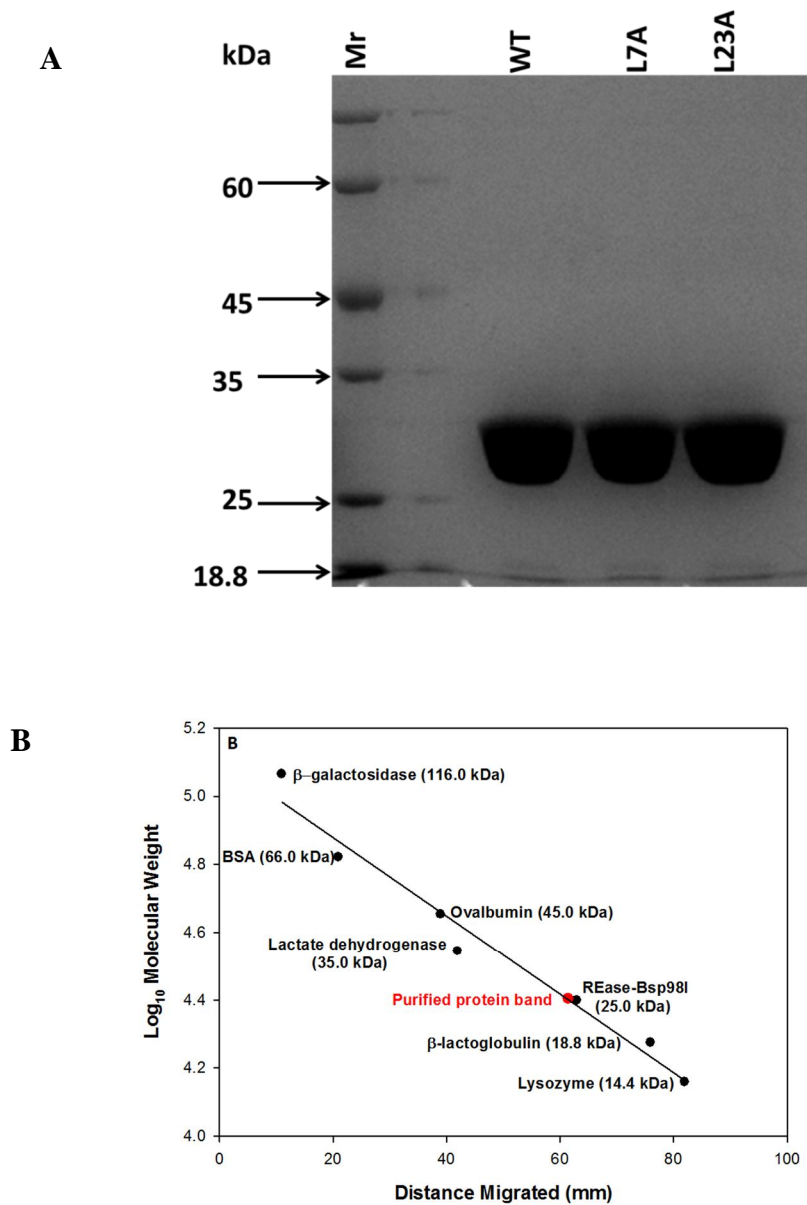 A
kDa
Mr
WT
L7A
L23A
60
45
35
25
18.8
B
B
5.2
5.0
4.8
4.6
4.4
4.2
4.0
Log10 Molecular Weight
β–galactosidase (116.0 kDa)
BSA (66.0 kDa)
Ovalbumin (45.0 kDa)
Lactate dehydrogenase
(35.0 kDa)
Purified protein band
REase-Bsp98I
(25.0 kDa)
β-lactoglobulin (18.8 kDa)
Lysozyme (14.4 kDa)
0
20
40
60
80
100
Distance Migrated (mm)